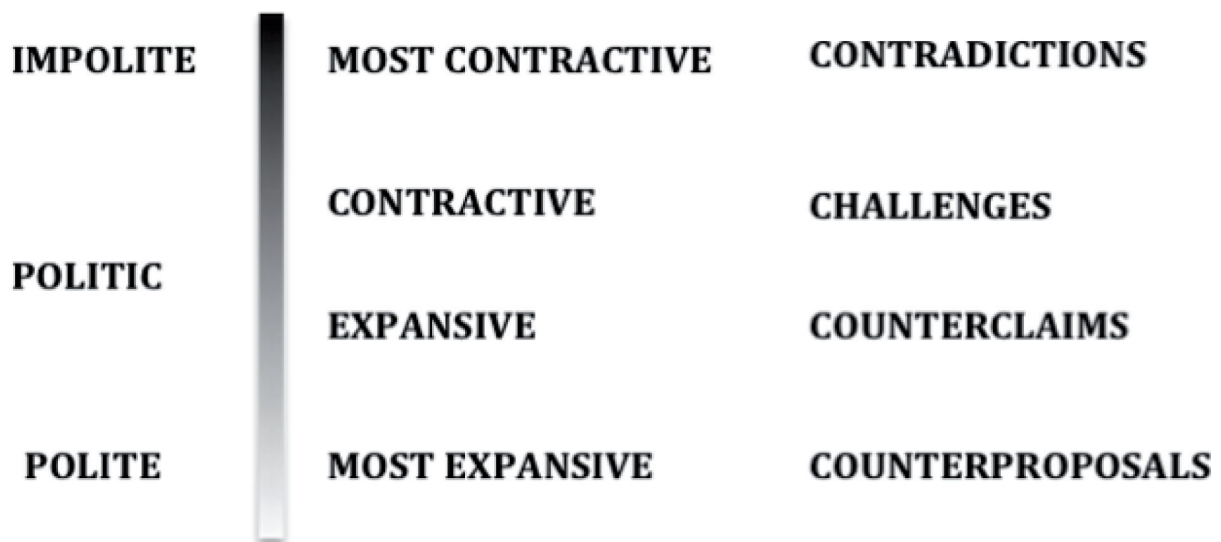 IMPOLITE MOST CONTRACTIVE CONTRADICTIONS
CONTRACTIVE CHALLENGES
POLITIC
EXPANSIVE COUNTERCLAIMS
POLITE MOST EXPANSIVE COUNTERPROPOSALS